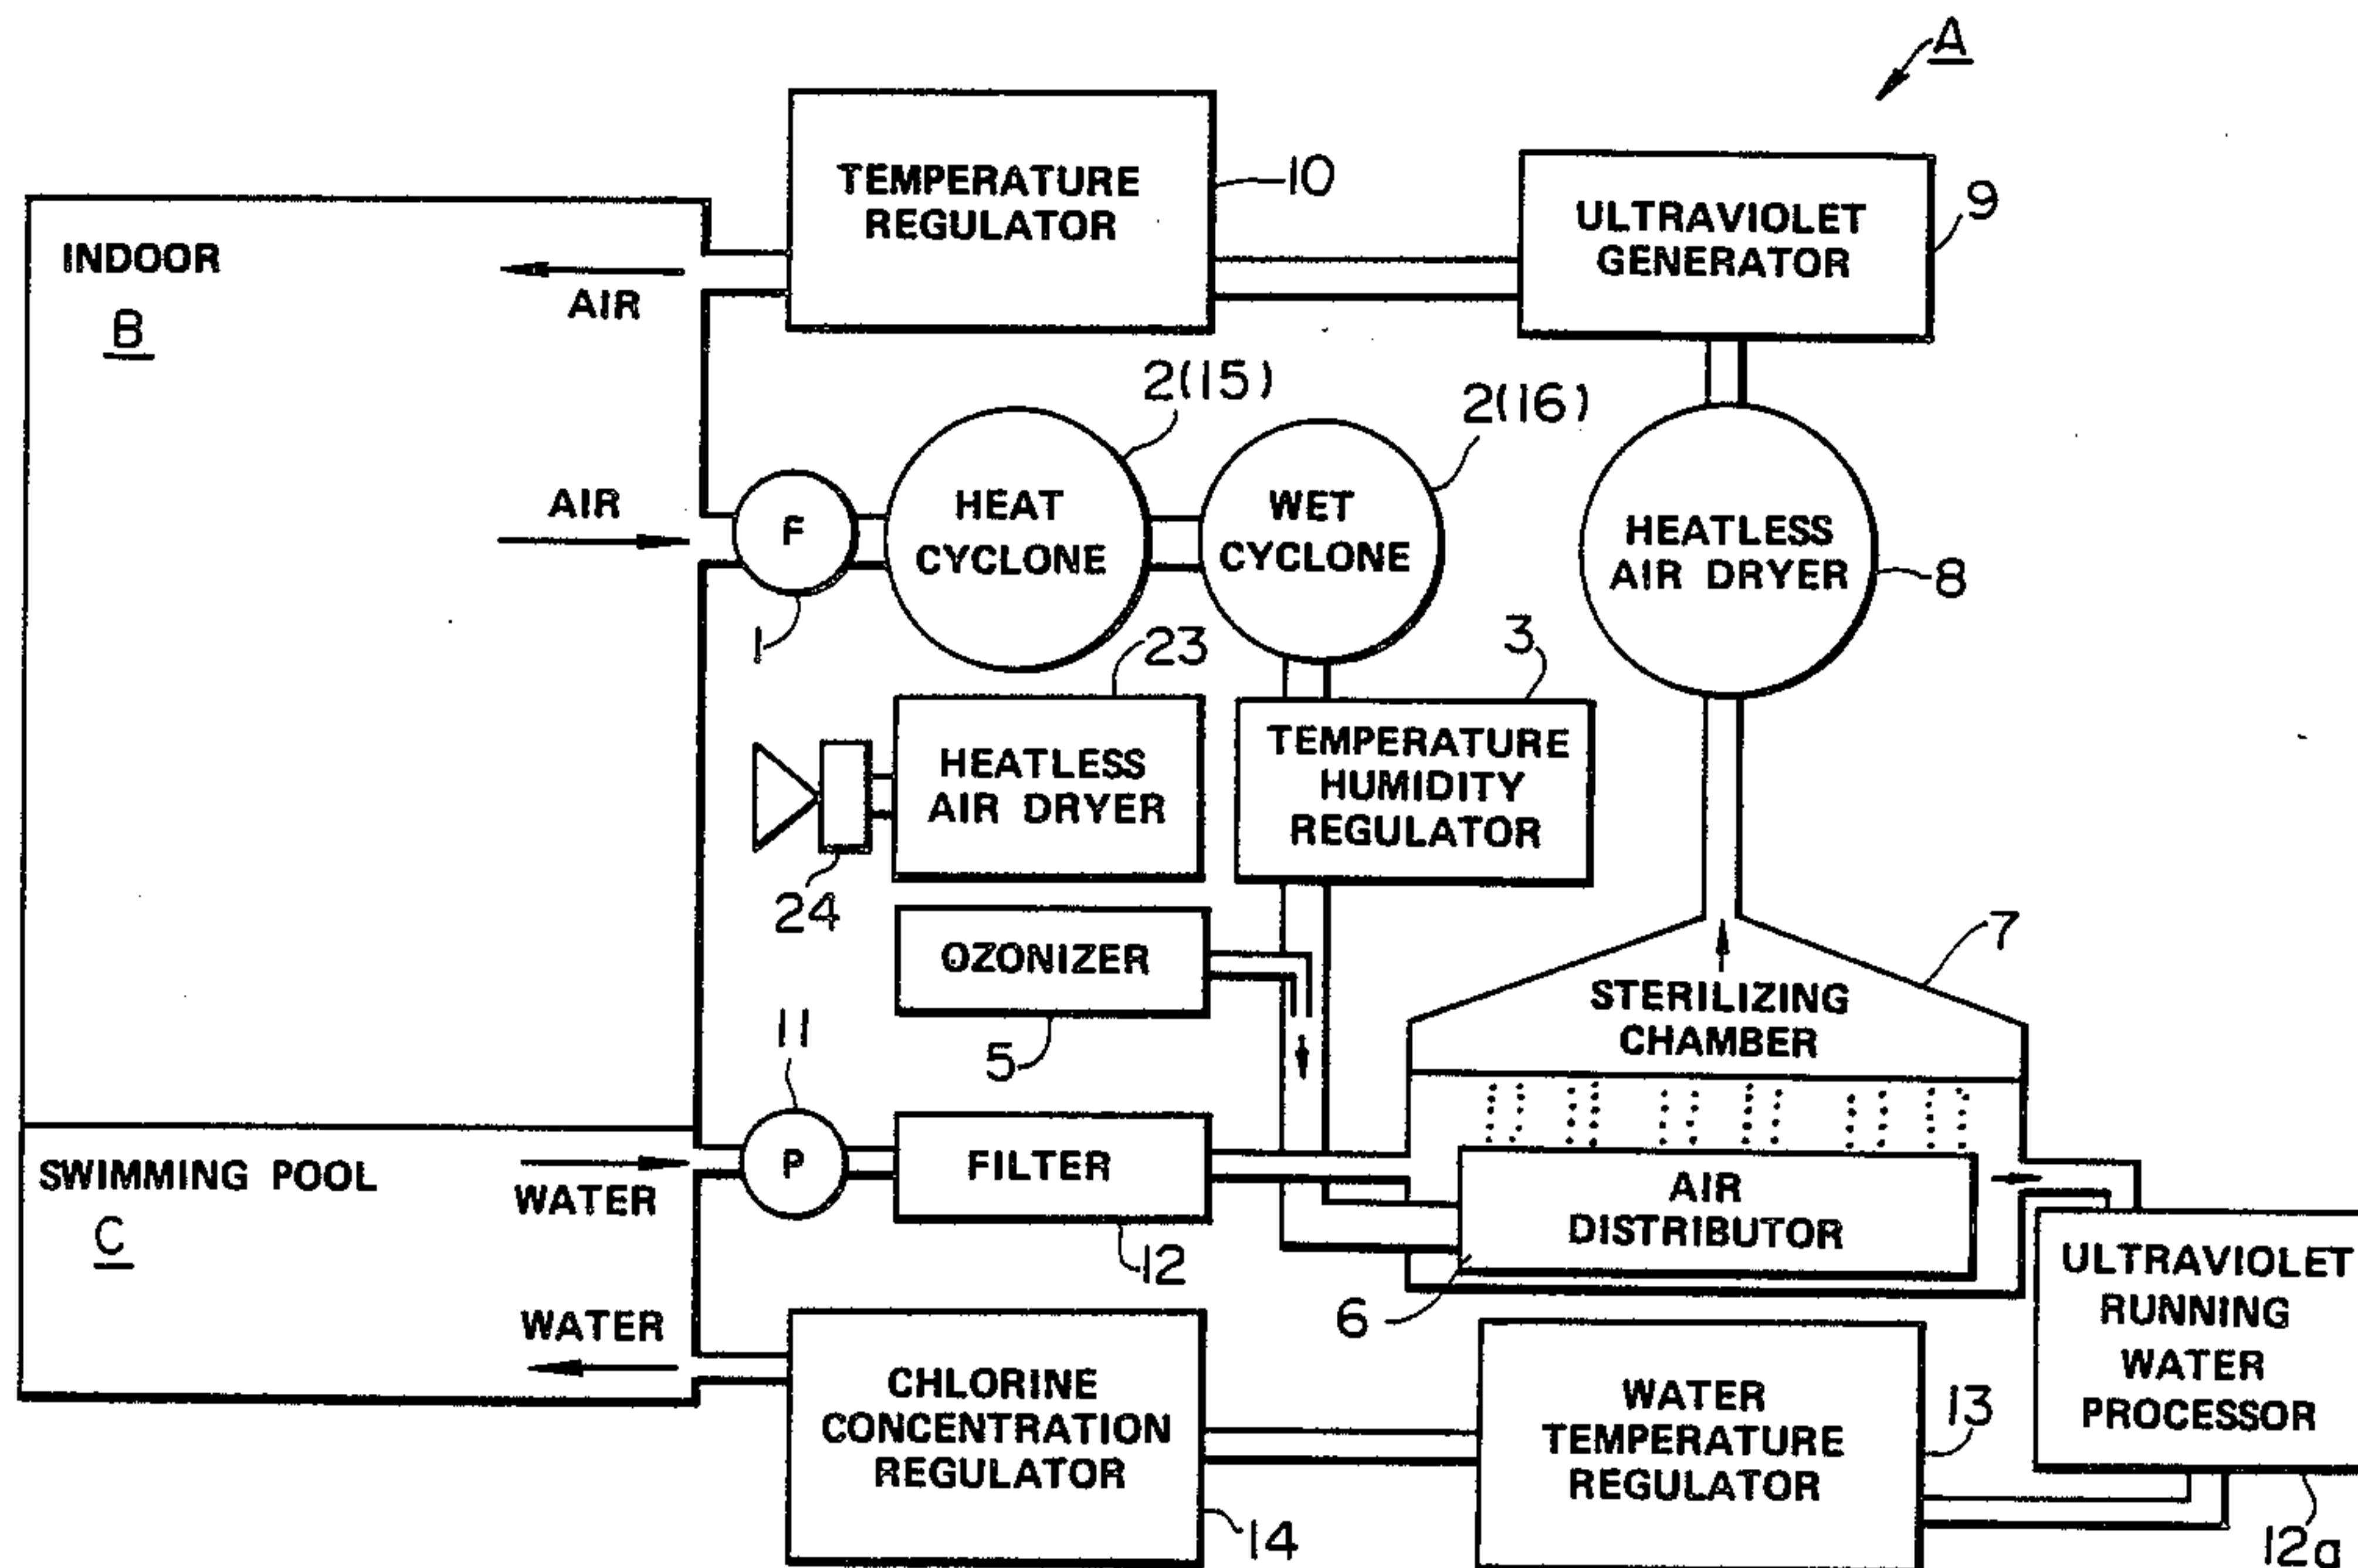 A
TEMPERATURE
REGULATOR
10
ULTRAVIOLET
GENERATOR
9
INDOOR
B
AIR
2(15)
2(16)
AIR
F
HEAT
CYCLONE
WET
CYCLONE
HEATLESS
AIR DRYER
8
1
23
3
HEATLESS
AIR DRYER
TEMPERATURE
HUMIDITY
REGULATOR
24
OZONIZER
5
7
STERILIZING
CHAMBER
11
SWIMMING POOL
C
WATER
P
FILTER
12
AIR
DISTRIBUTOR
6
ULTRAVIOLET
RUNNING
WATER
PROCESSOR
12a
WATER
CHLORINE
CONCENTRATION
REGULATOR
14
WATER
TEMPERATURE
REGULATOR
13